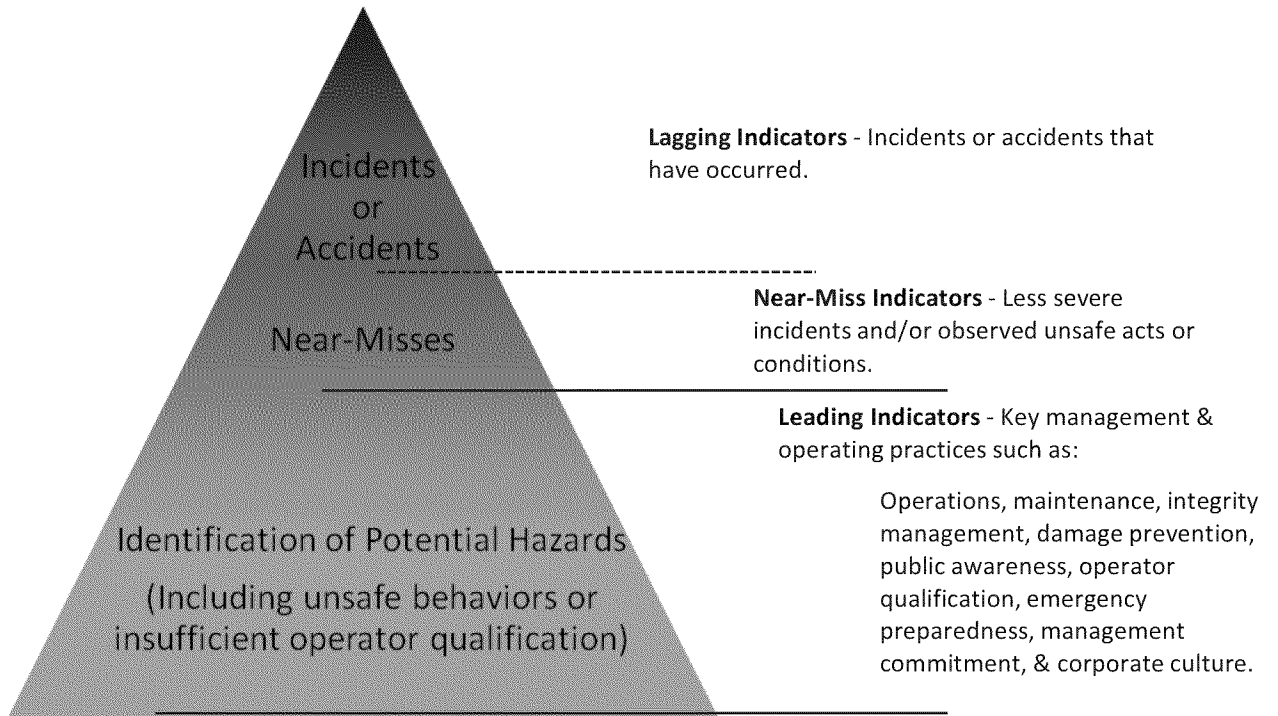 Incidents
or
Accidents
Near-Misses
Identification of Potential Hazards
(Including unsafe behaviors or
insufficient operator qualification)
Lagging Indicators - Incidents or accidents that
have occurred.
Near-Miss Indicators - Less severe
incidents and/or observed unsafe acts or
conditions.
Leading Indicators - Key management &
operating practices such as:
Operations, maintenance, integrity
management, damage prevention,
public awareness, operator
qualification, emergency
preparedness, management
commitment, & corporate culture.